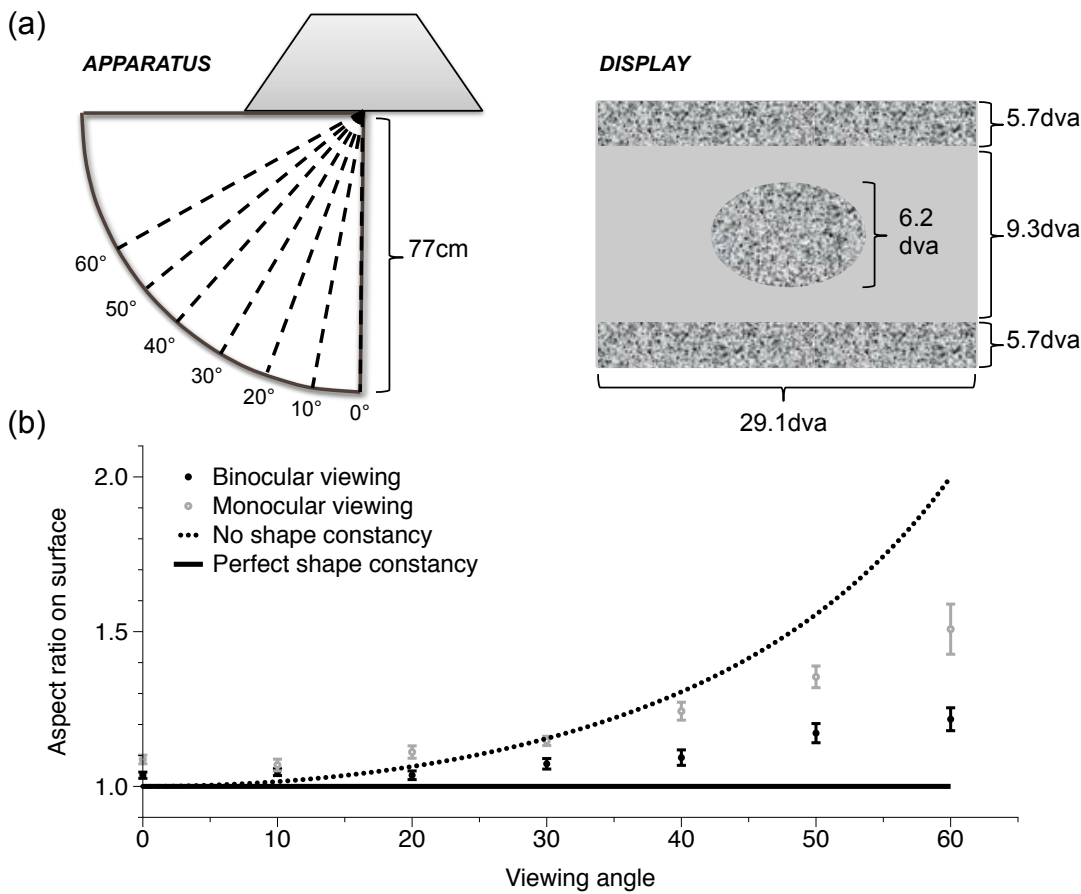 (a)
APPARATUS
77cm
60°
50°
40°
30°
20°
10°
0°
DISPLAY
5.7dva
6.2
dva
9.3dva
5.7dva
29.1dva
(b)
Binocular viewing
Monocular viewing
No shape constancy
Perfect shape constancy
Aspect ratio on surface
2.0
1.5
1.0
0 10 20 30 40 50 60
Viewing angle